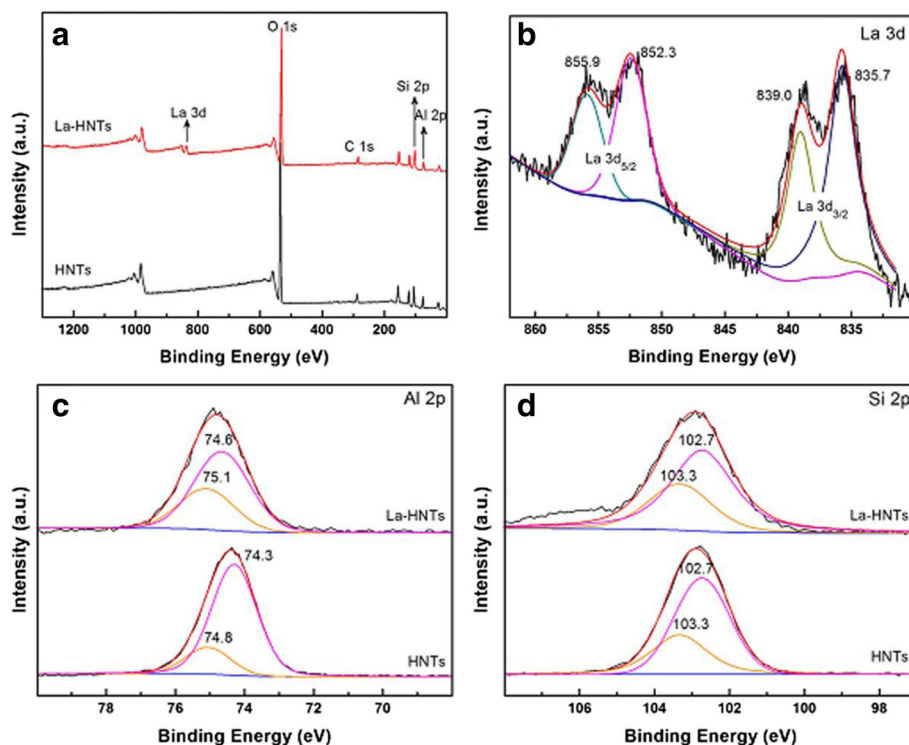 a
O 1s
Si 2p
Al 2p
La 3d
La-HNTs
C 1s
HNTs
Intensity (a.u.)
1200 1000 800 600 400 200
Binding Energy (eV)
b
La 3d
855.9
852.3
839.0
835.7
La 3d5/2
La 3d3/2
Intensity (a.u.)
860 855 850 845 840 835
Binding Energy (eV)
c
Al 2p
74.6
75.1
La-HNTs
74.3
74.8
HNTs
Intensity (a.u.)
78 76 74 72 70
Binding Energy (eV)
d
Si 2p
102.7
103.3
La-HNTs
102.7
103.3
HNTs
Intensity (a.u.)
106 104 102 100 98
Binding Energy (eV)